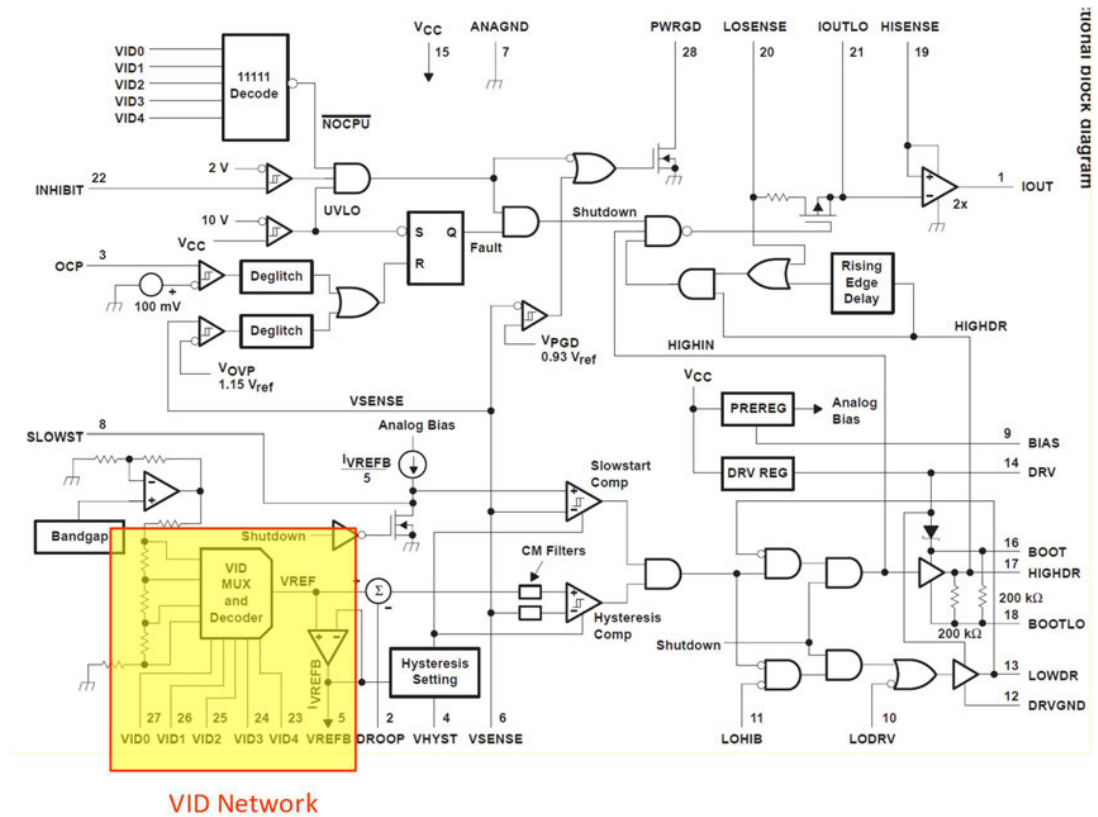 tional block diagram
VCC
15
ANAGND
7
PWRGD
28
LOSENSE
20
IOUTLO
21
HISENSE
19
VID0
VID1
VID2
VID3
VID4
11111
Decode
NOCPU
2 V
INHIBIT
22
UVLO
10 V
VCC
OCP
3
Deglitch
100 mV
+
Deglitch
VOVP
1.15 Vref
S Q
R
Fault
Shutdown
+
−
2x
1
IOUT
Rising
Edge
Delay
VPGD
0.93 Vref
HIGHIN
HIGHDR
VSENSE
VCC
PREREG
Analog
Bias
9
BIAS
DRV REG
14
DRV
SLOWST
8
Analog Bias
IVREFB
5
Slowstart
Comp
+
−
−
+
Bandgap
Shutdown
VID
MUX
and
Decoder
VREF
+
Σ
−
+ −
IVREFB
CM Filters
+
−
Hysteresis
Comp
Hysteresis
Setting
Shutdown
16
BOOT
17
HIGHDR
200 kΩ
18
BOOTLO
200 kΩ
13
LOWDR
12
DRVGND
27 26 25 24 23 5 2 4 6 11 10
VID0 VID1 VID2 VID3 VID4 VREFB DROOP VHYST VSENSE LOHIB LODRV
VID Network